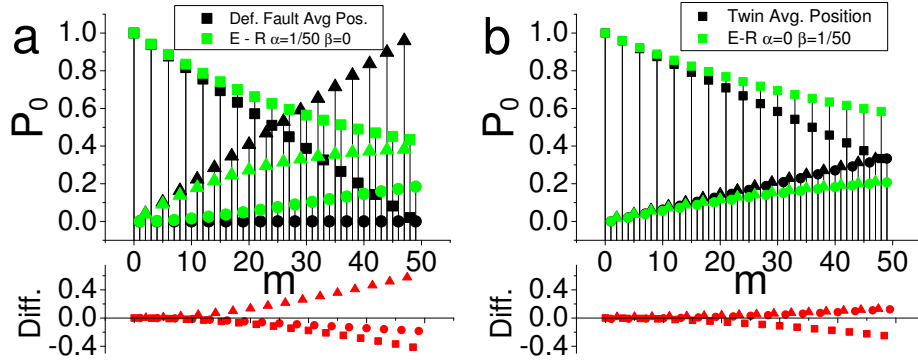 a
Def. Fault Avg Pos.
E - R α=1/50 β=0
P0
1.0
0.8
0.6
0.4
0.2
0.0
0 10 20 30 40 50
m
Diff.
0.4
0.0
-0.4
b
Twin Avg. Position
E-R α=0 β=1/50
P0
1.0
0.8
0.6
0.4
0.2
0.0
0 10 20 30 40 50
m
Diff.
0.4
0.0
-0.4